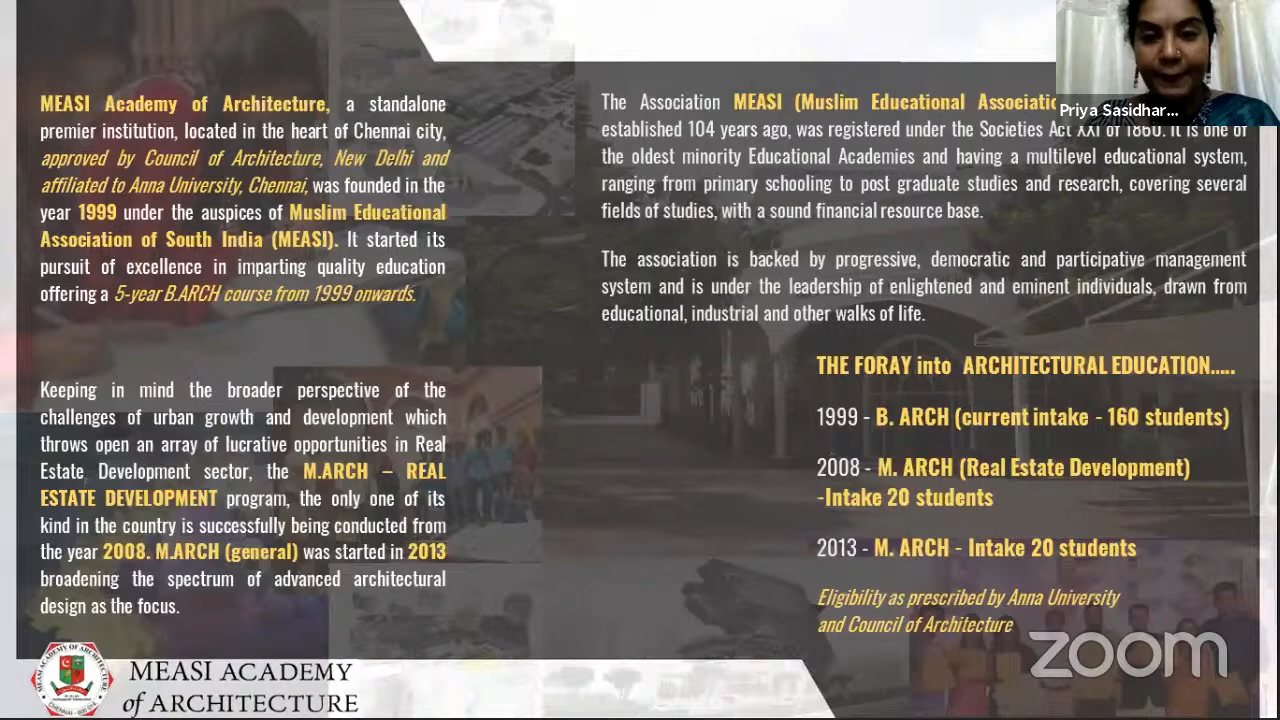 MEASI Academy of Architecture, a standalone
premier institution, located in the heart of Chennai city,
approved by Council of Architecture, New Delhi and
affiliated to Anna University, Chennai, was founded in the
year 1999 under the auspices of Muslim Educational
Association of South India (MEASI). It started its
pursuit of excellence in imparting quality education
offering a 5-year B.ARCH course from 1999 onwards.
Keeping in mind the broader perspective of the
challenges of urban growth and development which
throws open an array of lucrative opportunities in Real
Estate Development sector, the M.ARCH – REAL
ESTATE DEVELOPMENT program, the only one of its
kind in the country is successfully being conducted from
the year 2008. M.ARCH (general) was started in 2013
broadening the spectrum of advanced architectural
design as the focus.
The Association MEASI (Muslim Educational Associatio
established 104 years ago, was registered under the Societies Act XXI of 1860. It is one of
the oldest minority Educational Academies and having a multilevel educational system,
ranging from primary schooling to post graduate studies and research, covering several
fields of studies, with a sound financial resource base.
The association is backed by progressive, democratic and participative management
system and is under the leadership of enlightened and eminent individuals, drawn from
educational, industrial and other walks of life.
THE FORAY into ARCHITECTURAL EDUCATION.....
1999 - B. ARCH (current intake - 160 students)
2008 - M. ARCH (Real Estate Development)
-Intake 20 students
2013 - M. ARCH - Intake 20 students
Eligibility as prescribed by Anna University
and Council of Architecture
Priya Sasidhar...
zoom
MEASI ACADEMY OF ARCHITECTURE
MEASI ACADEMY
of ARCHITECTURE